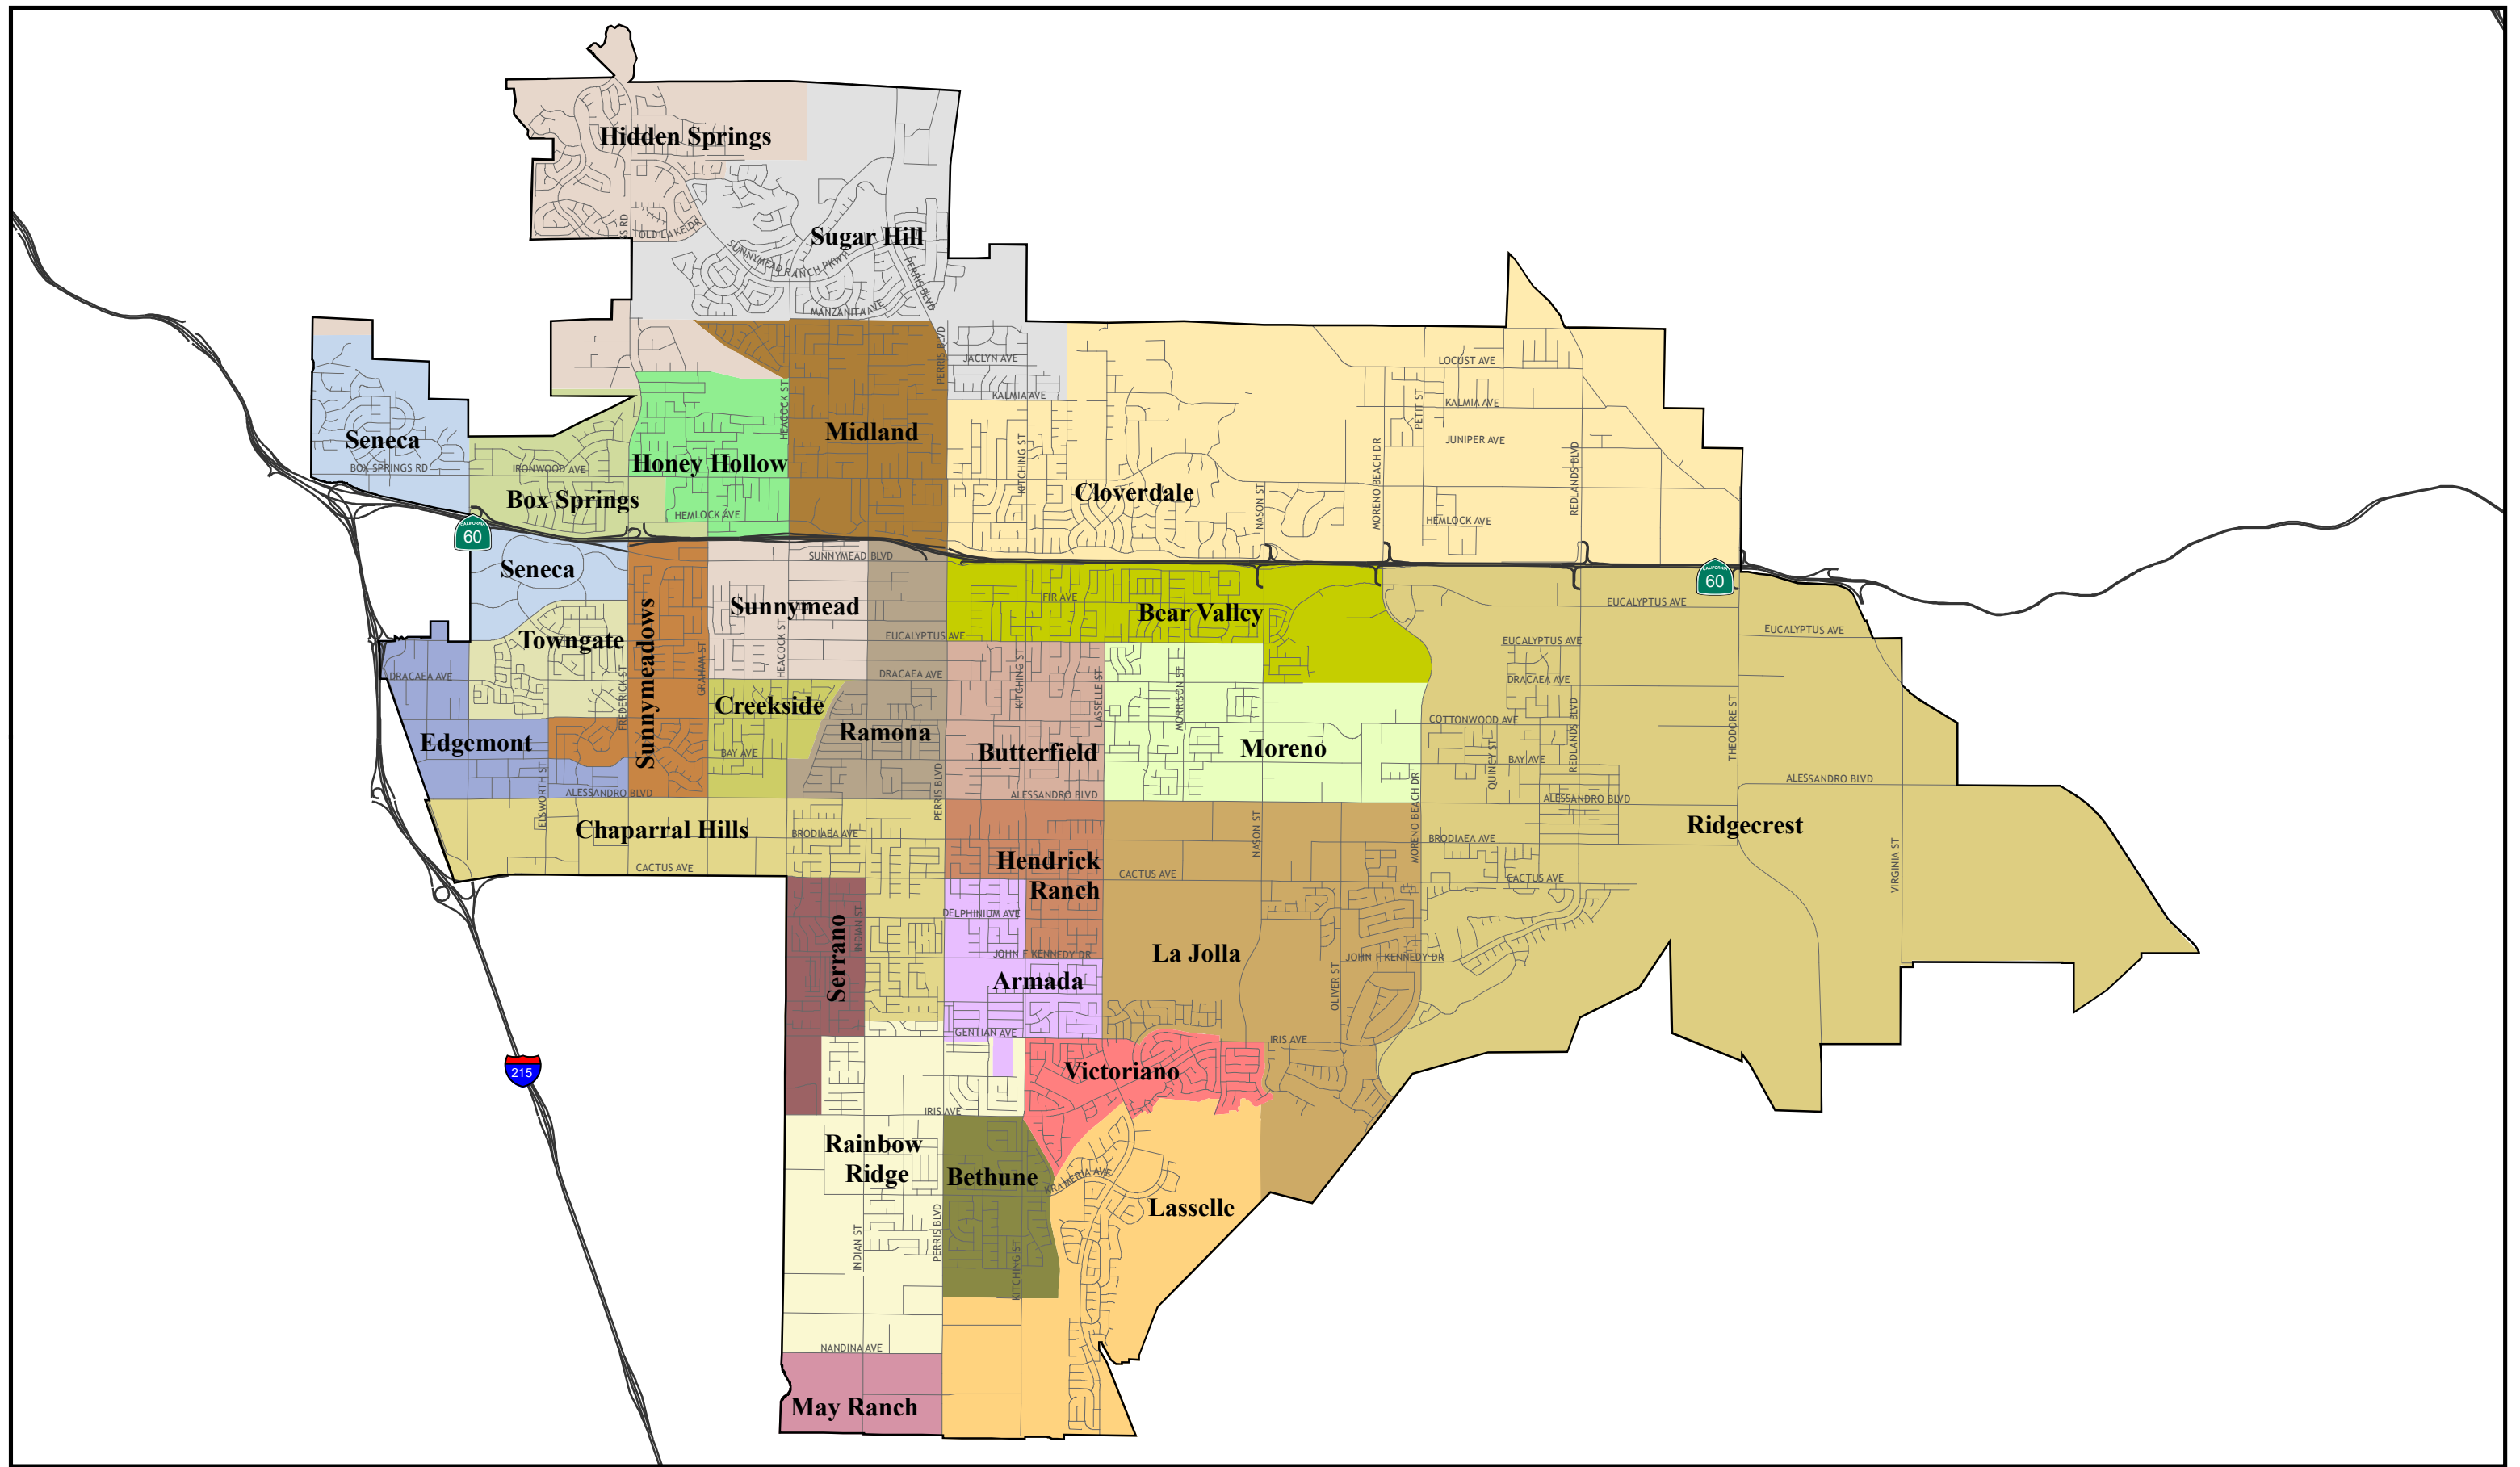 Hidden Springs
S RD
OLD LAKE DR
Sugar Hill
SUNNYMEAD RANCH PKWY
PERRIS BLVD
MANZANITA AVE
PERRIS BLVD
JACLYN AVE
LOCUST AVE
KALMIA AVE
KALMIA AVE
PETIT ST
HEACOCK ST
Seneca
Midland
JUNIPER AVE
BOX SPRINGS RD
IRONWOOD AVE
Honey Hollow
KITCHING ST
MORENO BEACH DR
REDLANDS BLVD
Box Springs
Cloverdale
NASON ST
HEMLOCK AVE
HEMLOCK AVE
CALIFORNIA
60
SUNNYMEAD BLVD
Seneca
CALIFORNIA
60
FIR AVE
EUCALYPTUS AVE
Sunnymead
Bear Valley
Towngate
Sunnymeadows
HEACOCK ST
EUCALYPTUS AVE
EUCALYPTUS AVE
EUCALYPTUS AVE
DRACAEA AVE
GRAHAM ST
DRACAEA AVE
KITCHING ST
LASSELLE ST
MORRISON ST
DRACAEA AVE
FREDERICK ST
Creekside
COTTONWOOD AVE
REDLANDS BLVD
THEODORE ST
Edgemont
BAY AVE
Ramona
Butterfield
Moreno
QUINCY ST
BAY AVE
ELSWORTH ST
ALESSANDRO BLVD
PERRIS BLVD
ALESSANDRO BLVD
MORENO BEACH DR
ALESSANDRO BLVD
ALESSANDRO BLVD
Chaparral Hills
BRODIAEA AVE
NASON ST
BRODIAEA AVE
Ridgecrest
CACTUS AVE
Hendrick
Ranch
CACTUS AVE
CACTUS AVE
VIRGINIA ST
Serrano
INDIAN ST
DELPHINIUM AVE
JOHN F KENNEDY DR
La Jolla
JOHN F KENNEDY DR
Armada
OLIVER ST
GENTIAN AVE
IRIS AVE
215
Victoriano
IRIS AVE
Rainbow
Ridge
Bethune
KRAMERIA AVE
Lasselle
INDIAN ST
PERRIS BLVD
KITCHING ST
NANDINA AVE
May Ranch